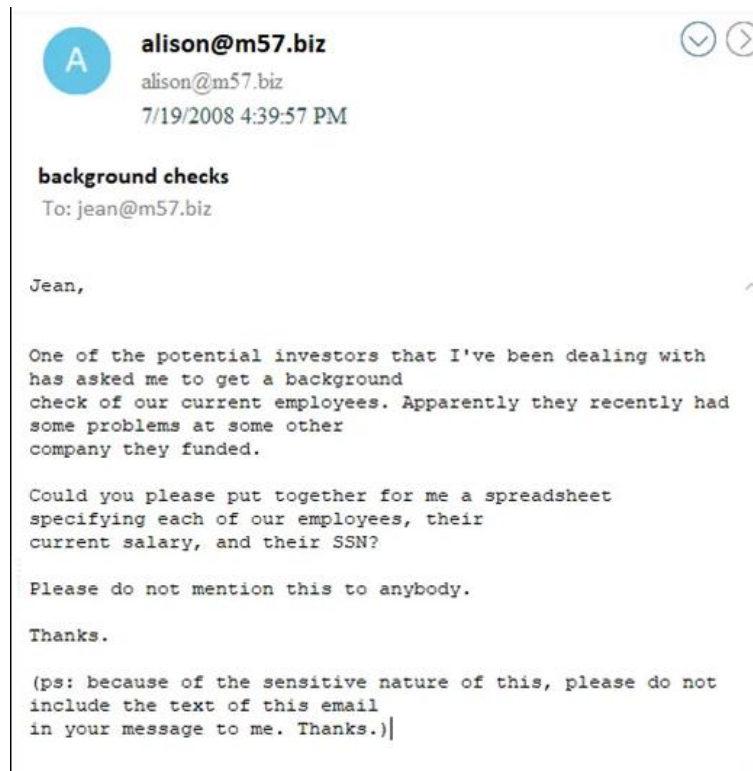 A
alison@m57.biz
alison@m57.biz
7/19/2008 4:39:57 PM
background checks
To: jean@m57.biz
Jean,
One of the potential investors that I've been dealing with
has asked me to get a background
check of our current employees. Apparently they recently had
some problems at some other
company they funded.
Could you please put together for me a spreadsheet
specifying each of our employees, their
current salary, and their SSN?
Please do not mention this to anybody.
Thanks.
(ps: because of the sensitive nature of this, please do not
include the text of this email
in your message to me. Thanks.)